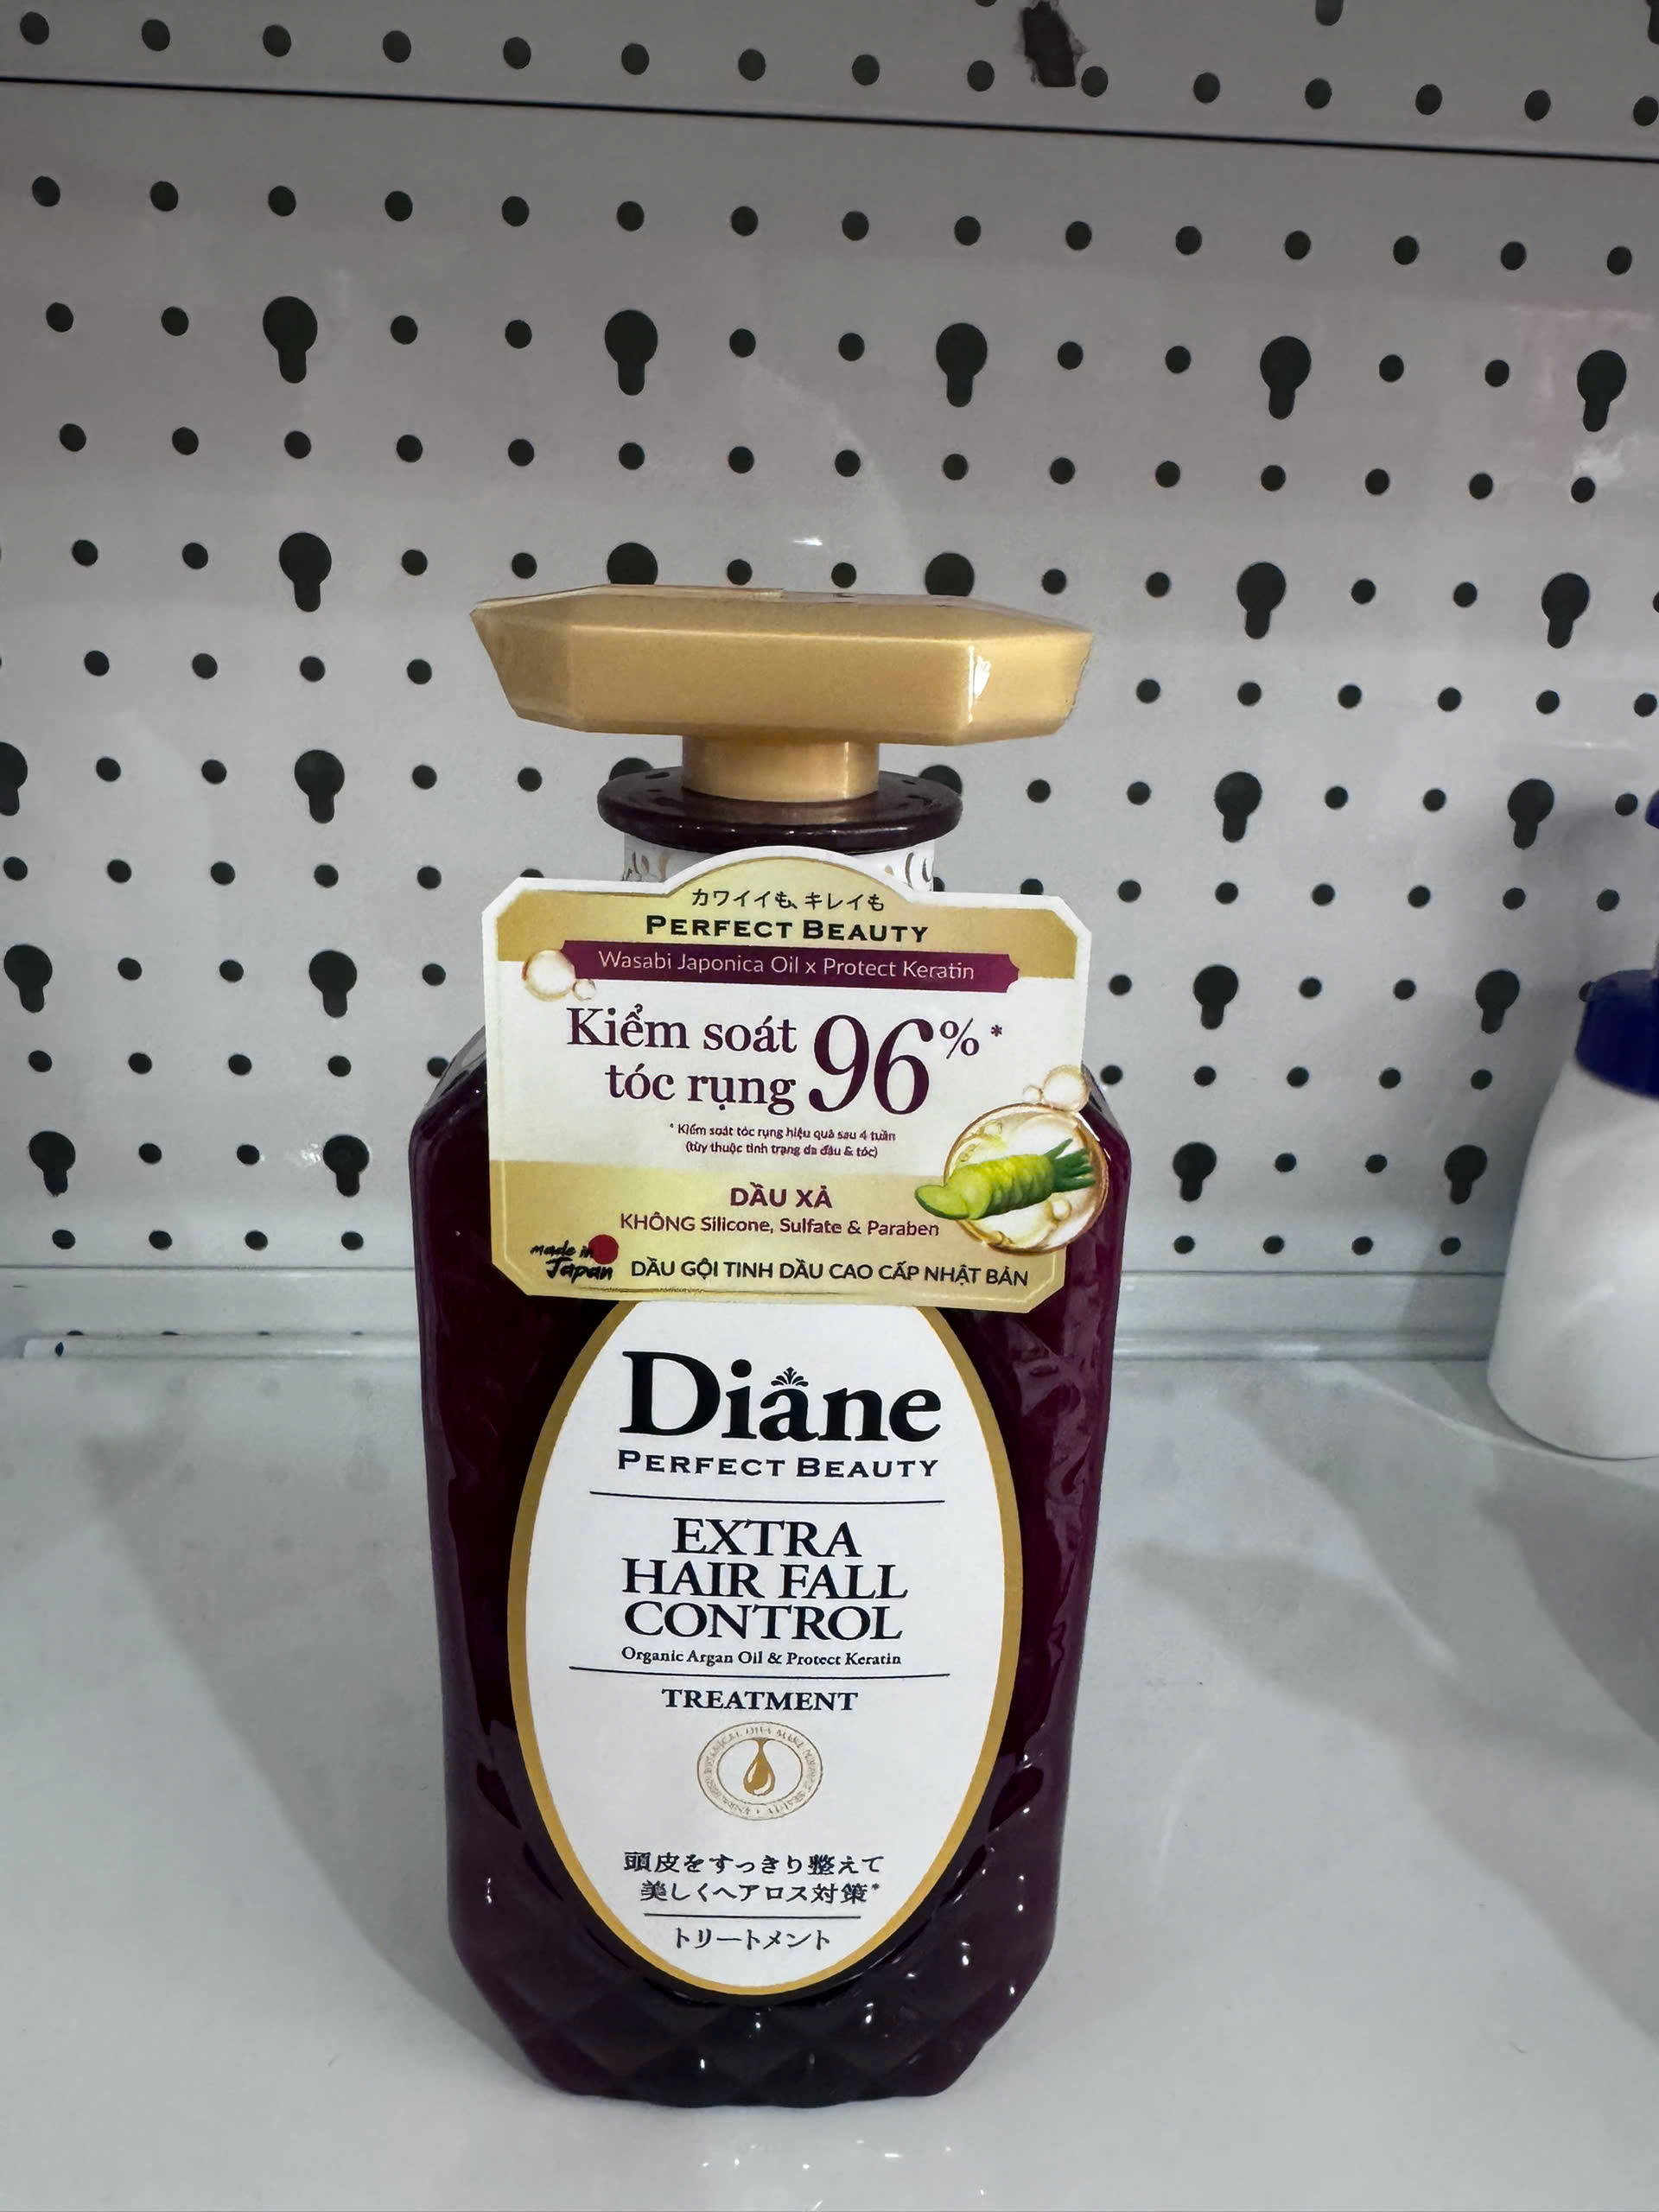 カワイイも、キレイも
PERFECT BEAUTY
Wasabi Japonica Oil x Protect Keratin
Kiểm soát
tóc rụng 96%*
* Kiểm soát tóc rụng hiệu quả sau 4 tuần
(tùy thuộc tình trạng da đầu & tóc)
DẦU XẢ
KHÔNG Silicone, Sulfate & Paraben
made in
Japan
DẦU GỘI TINH DẦU CAO CẤP NHẬT BẢN
Diane
PERFECT BEAUTY
EXTRA
HAIR FALL
CONTROL
Organic Argan Oil & Protect Keratin
TREATMENT
頭皮をすっきり整えて
美しくヘアロス対策*
トリートメント